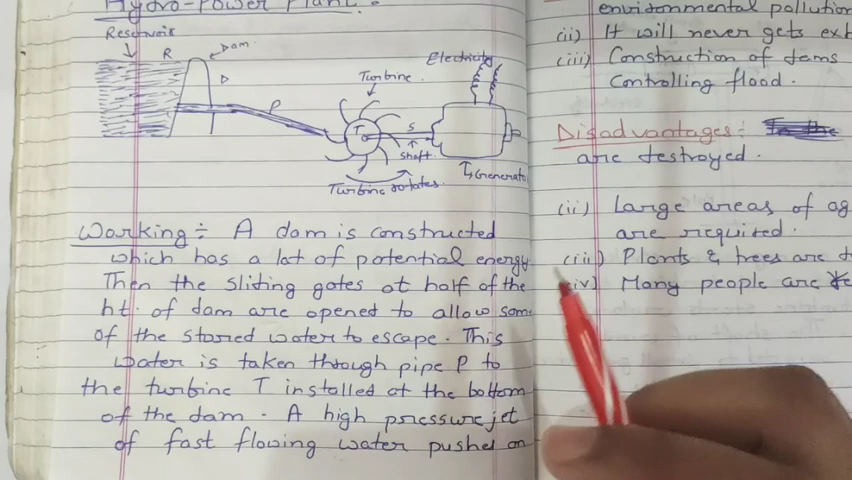 Hydro-Power Plant:
Reservoir
R
Dam
D
P
Turbine
T
S
Shaft
Electricity
Generator
Turbine rotates
Working ÷ A dam is constructed
which has a lot of potential energy
Then the sliding gates at half of the
ht. of dam are opened to allow some
of the stored water to escape. This
water is taken through pipe P to
the turbine T installed at the bottom
of the dam. A high pressure jet
of fast flowing water pushes on
environmental pollution
(ii) It will never gets
(iii) Construction of dams
Controlling flood.
Disadvantages:-
are destroyed.
(ii) Large areas of ag
are required.
(iii) Plants & trees are
(iv) Many people are